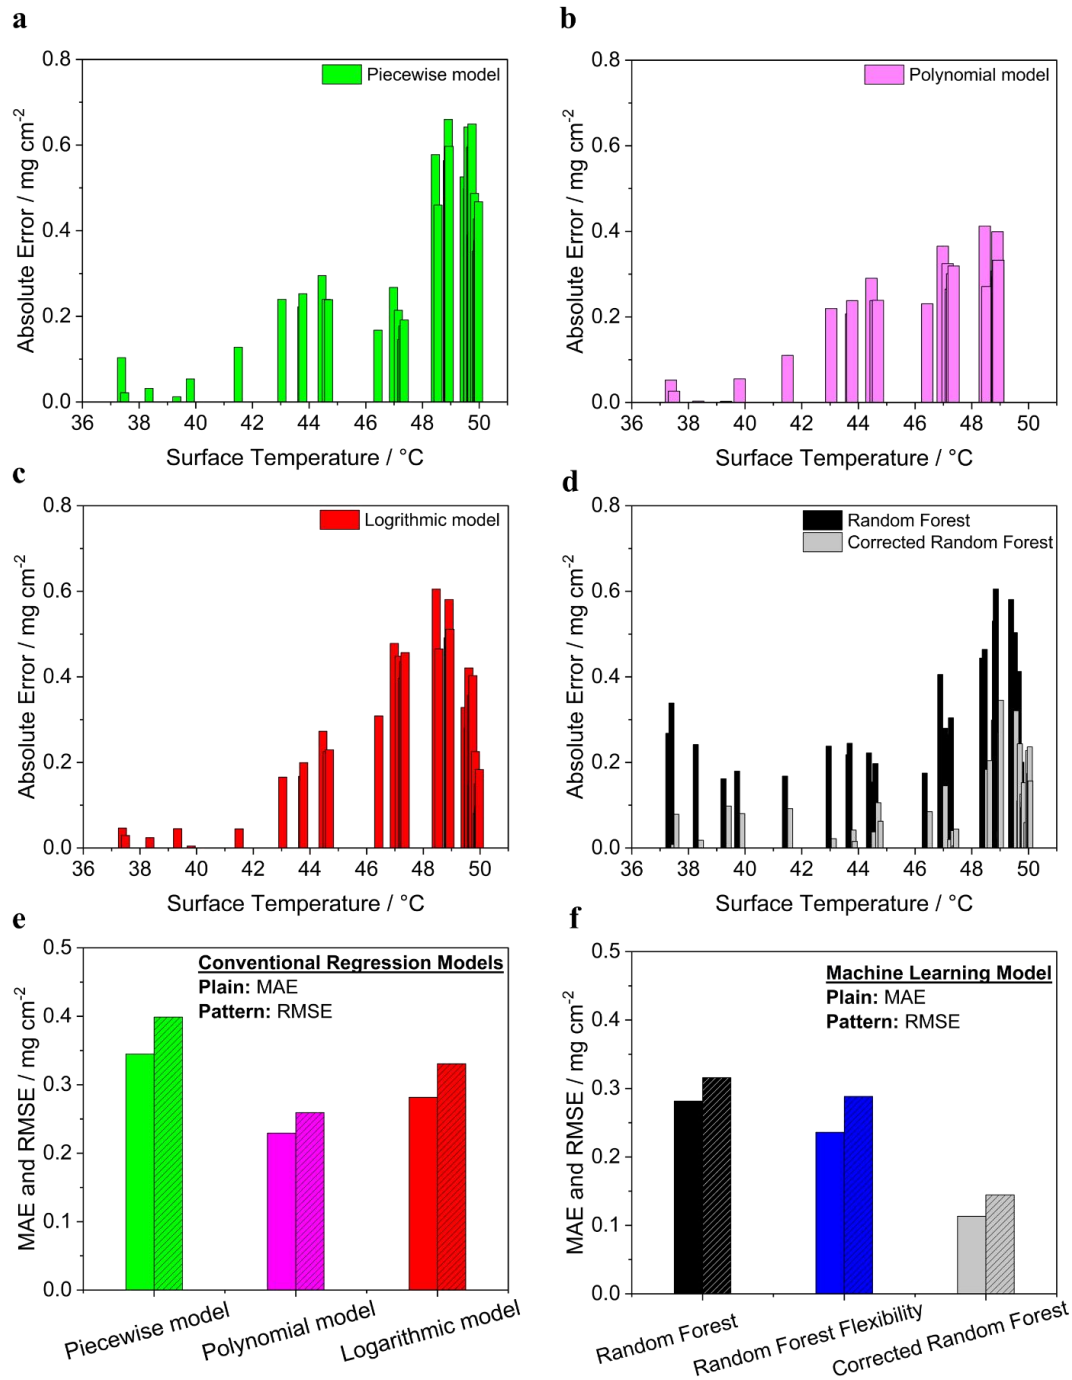 a
Piecewise model
0.8
0.6
0.4
0.2
0.0
Absolute Error / mg cm-2
36 38 40 42 44 46 48 50
Surface Temperature / °C
b
Polynomial model
0.8
0.6
0.4
0.2
0.0
Absolute Error / mg cm-2
36 38 40 42 44 46 48 50
Surface Temperature / °C
c
Logrithmic model
0.8
0.6
0.4
0.2
0.0
Absolute Error / mg cm-2
36 38 40 42 44 46 48 50
Surface Temperature / °C
d
Random Forest
Corrected Random Forest
0.8
0.6
0.4
0.2
0.0
Absolute Error / mg cm-2
36 38 40 42 44 46 48 50
Surface Temperature / °C
e
Conventional Regression Models
Plain: MAE
Pattern: RMSE
0.5
0.4
0.3
0.2
0.1
0.0
MAE and RMSE / mg cm-2
Piecewise model
Polynomial model
Logarithmic model
f
Machine Learning Model
Plain: MAE
Pattern: RMSE
0.5
0.4
0.3
0.2
0.1
0.0
MAE and RMSE / mg cm-2
Random Forest
Random Forest Flexibility
Corrected Random Forest